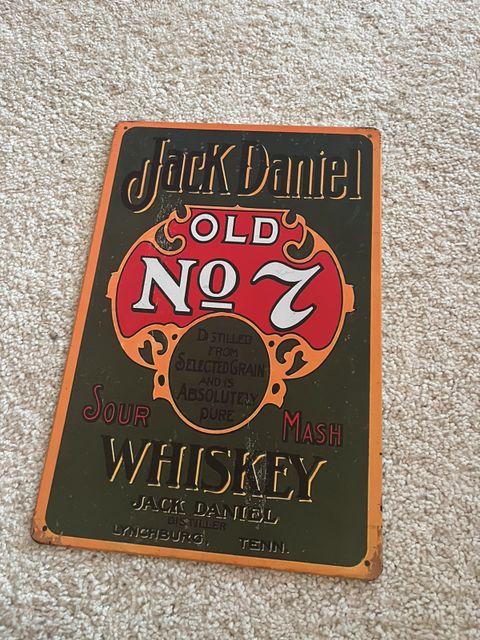 Jack Daniel
OLD
No 7
DISTILLED
FROM
SELECTED GRAIN
AND IS
ABSOLUTELY
PURE
SOUR MASH
WHISKEY
JACK DANIEL
DISTILLER
LYNCHBURG, TENN.